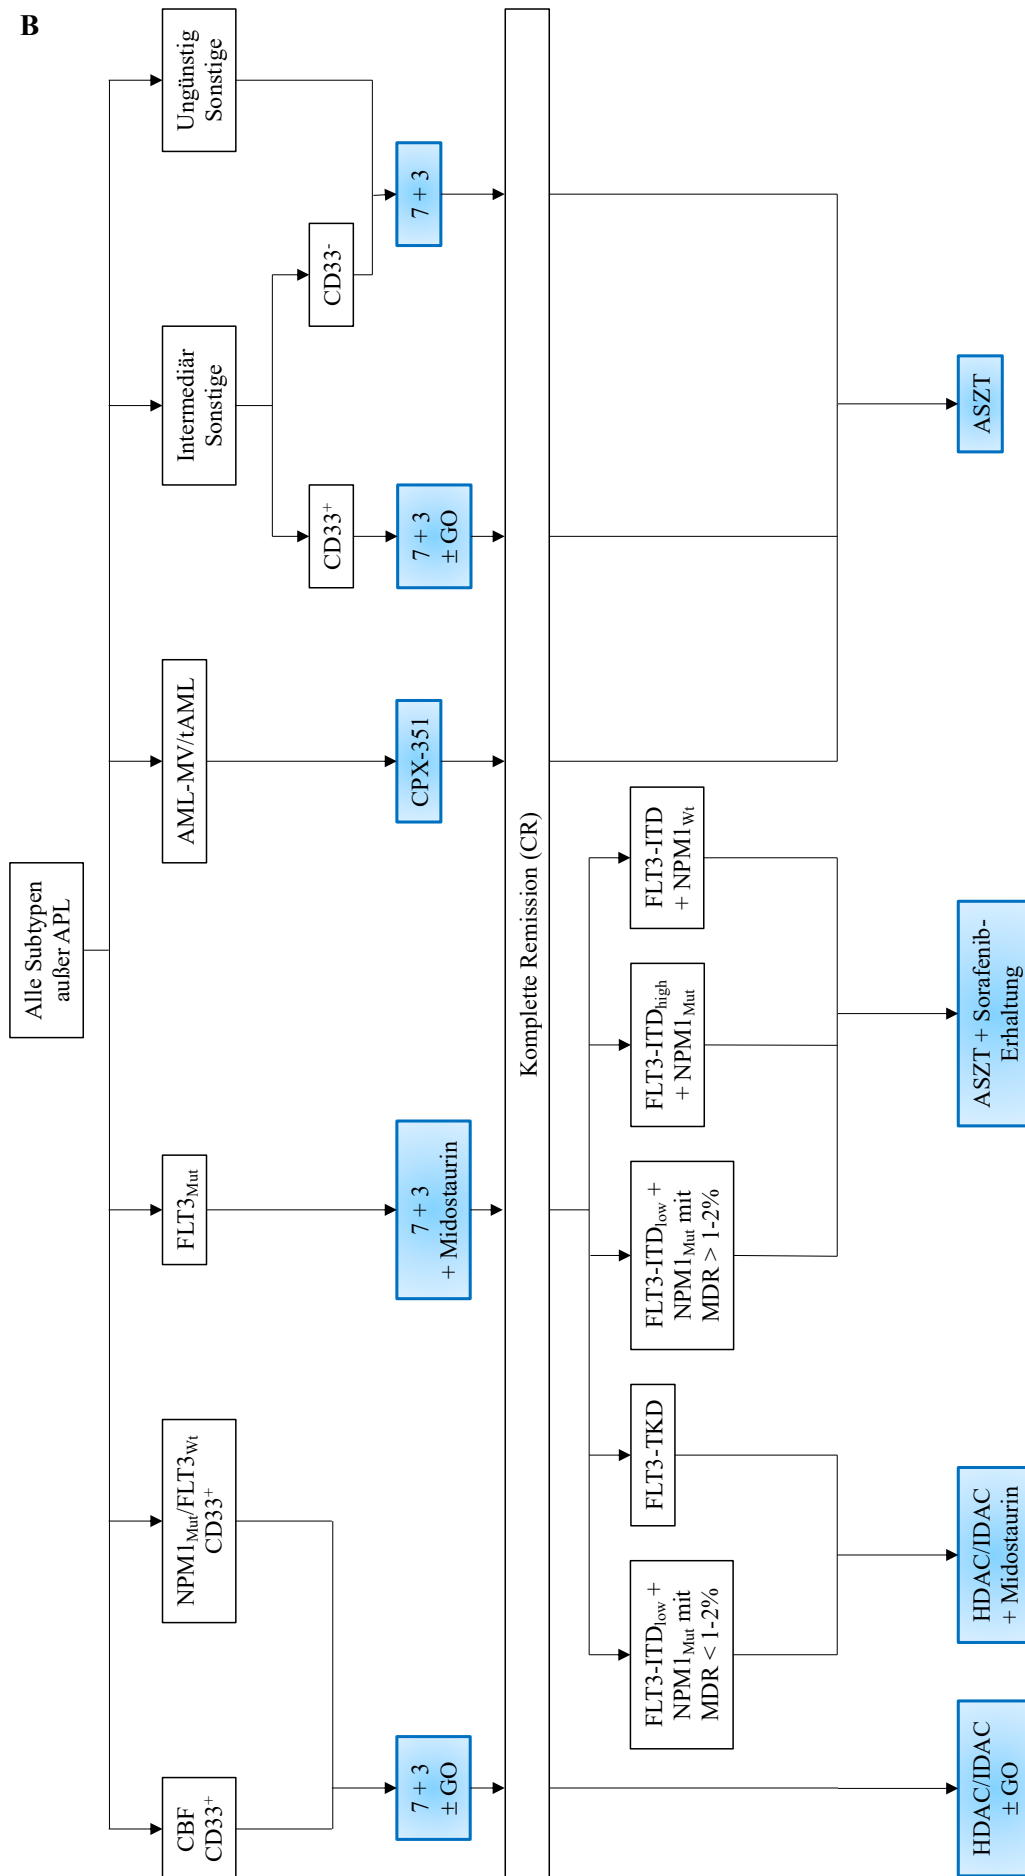 B
Alle Subtypen
außer APL
CBF
CD33⁺
NPM1Mut/FLT3Wt
CD33⁺
FLT3Mut
AML-MV/tAML
Intermediär
Sonstige
Ungünstig
Sonstige
CD33⁺
CD33⁻
7 + 3
± GO
7 + 3
+ Midostaurin
CPX-351
7 + 3
± GO
7 + 3
Komplette Remission (CR)
FLT3-ITDlow +
NPM1Mut mit
MDR < 1-2%
FLT3-TKD
FLT3-ITDlow +
NPM1Mut mit
MDR > 1-2%
FLT3-ITDhigh
+ NPM1Mut
FLT3-ITD
+ NPM1Wt
HDAC/IDAC
± GO
HDAC/IDAC
+ Midostaurin
ASZT + Sorafenib-
Erhaltung
ASZT